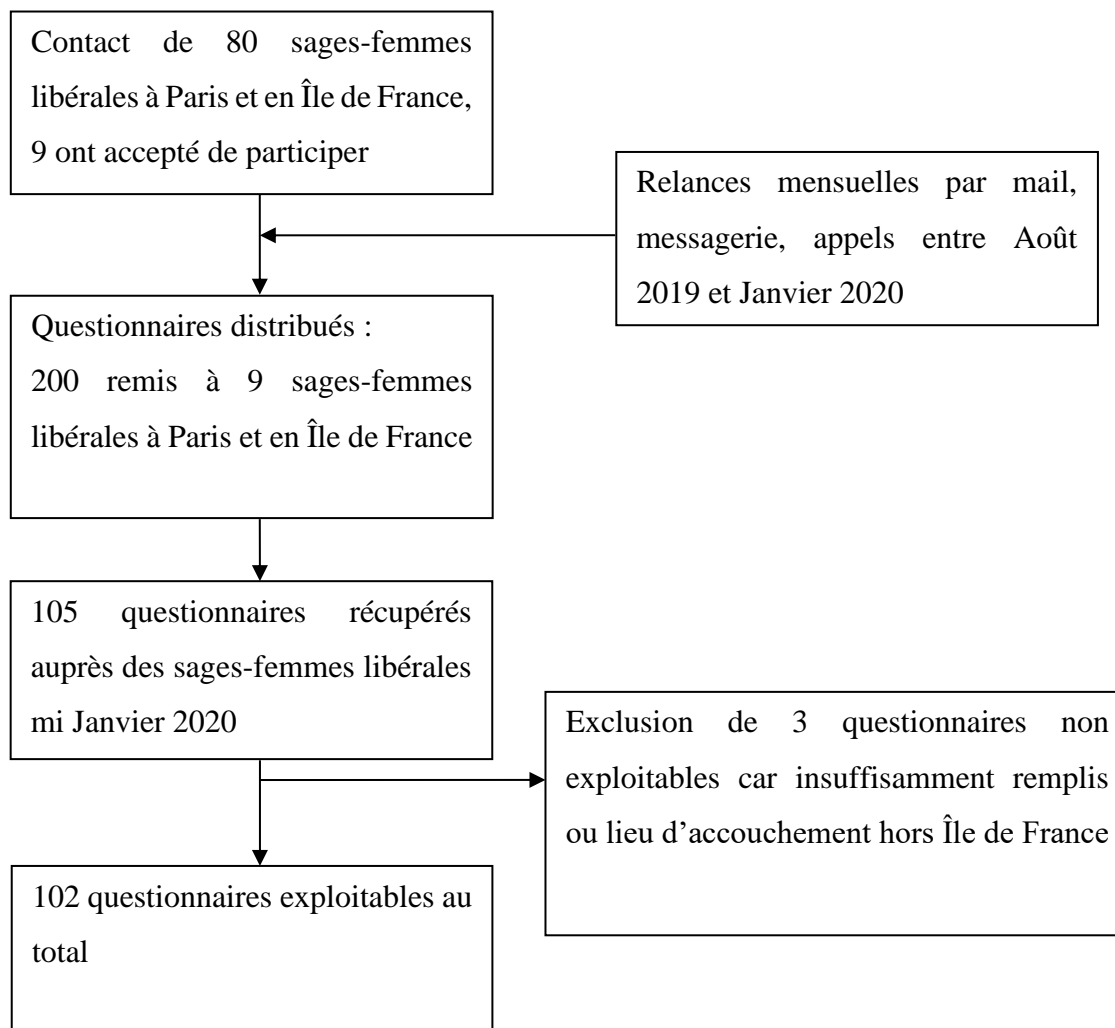 Contact de 80 sages-femmes
libérales à Paris et en Île de France,
9 ont accepté de participer
Relances mensuelles par mail,
messagerie, appels entre Août
2019 et Janvier 2020
Questionnaires distribués :
200 remis à 9 sages-femmes
libérales à Paris et en Île de France
105 questionnaires récupérés
auprès des sages-femmes libérales
mi Janvier 2020
Exclusion de 3 questionnaires non
exploitables car insuffisamment remplis
ou lieu d’accouchement hors Île de France
102 questionnaires exploitables au
total